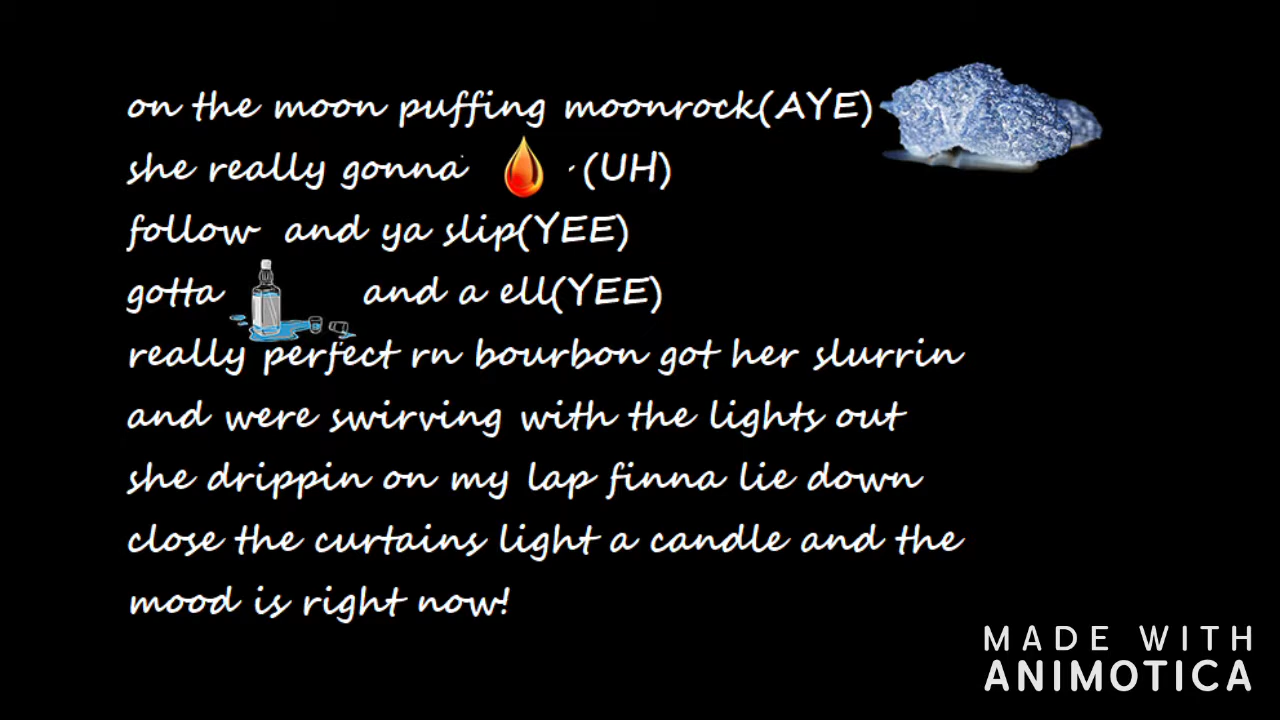 on the moon puffing moonrock(AYE)
she really gonna (UH)
follow and ya slip(YEE)
gotta and a ell(YEE)
really perfect rn bourbon got her slurrin
and were swirving with the lights out
she drippin on my lap finna lie down
close the curtains light a candle and the
mood is right now!
MADE WITH
ANIMOTICA